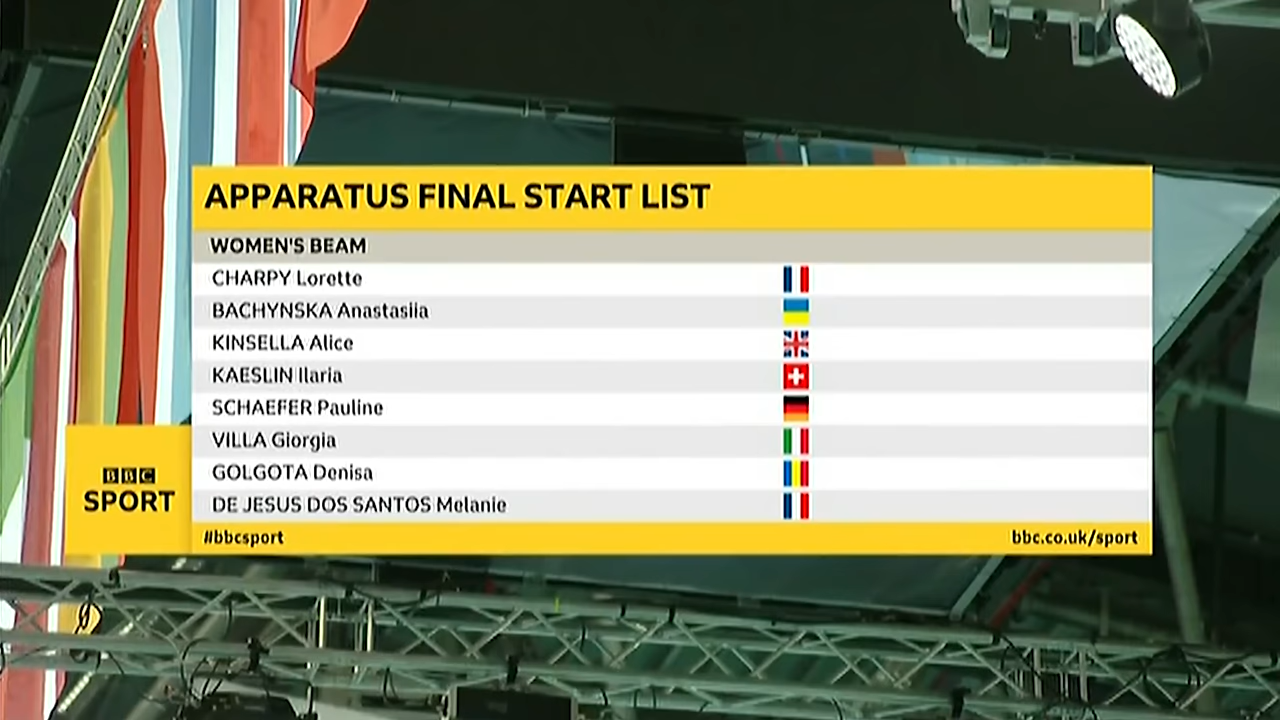 APPARATUS FINAL START LIST
WOMEN'S BEAM
CHARPY Lorette
BACHYNSKA Anastasiia
KINSELLA Alice
KAESLIN Ilaria
SCHAEFER Pauline
VILLA Giorgia
GOLGOTA Denisa
DE JESUS DOS SANTOS Melanie
BBC
SPORT
#bbcsport
bbc.co.uk/sport